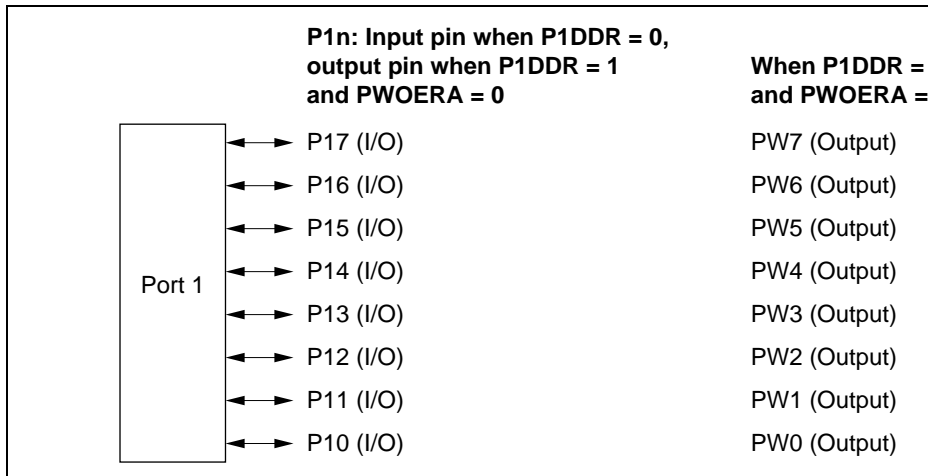 P1n: Input pin when P1DDR = 0,
output pin when P1DDR = 1
and PWOERA = 0
When P1DDR =
and PWOERA =
Port 1
P17 (I/O) PW7 (Output)
P16 (I/O) PW6 (Output)
P15 (I/O) PW5 (Output)
P14 (I/O) PW4 (Output)
P13 (I/O) PW3 (Output)
P12 (I/O) PW2 (Output)
P11 (I/O) PW1 (Output)
P10 (I/O) PW0 (Output)